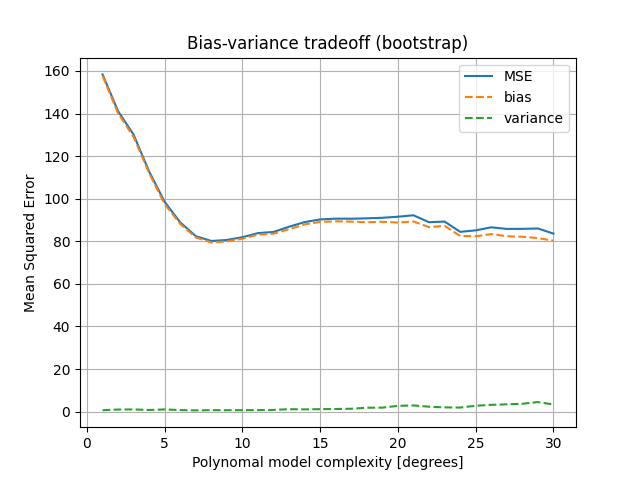 Bias-variance tradeoff (bootstrap)
MSE
bias
variance
Mean Squared Error
160
140
120
100
80
60
40
20
0
0 5 10 15 20 25 30
Polynomal model complexity [degrees]